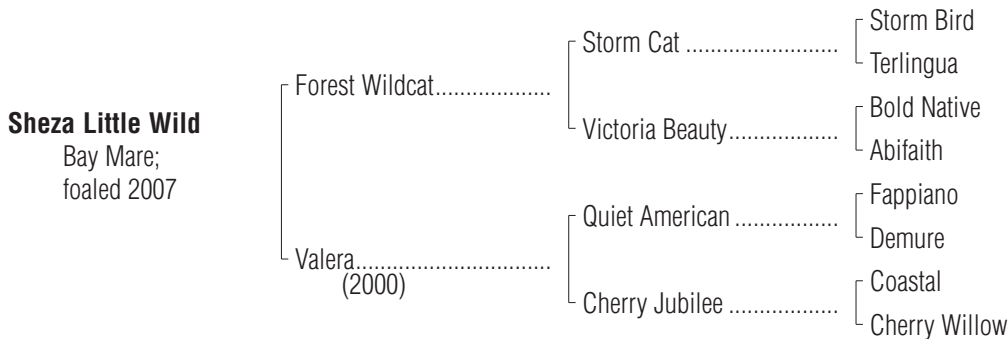 Storm Bird
Storm Cat ........................
Terlingua
Forest Wildcat..................
Bold Native
Victoria Beauty.................
Abifaith
Sheza Little Wild
Bay Mare;
foaled 2007
Fappiano
Quiet American ................
Demure
Valera..............................
(2000)
Coastal
Cherry Jubilee .................
Cherry Willow